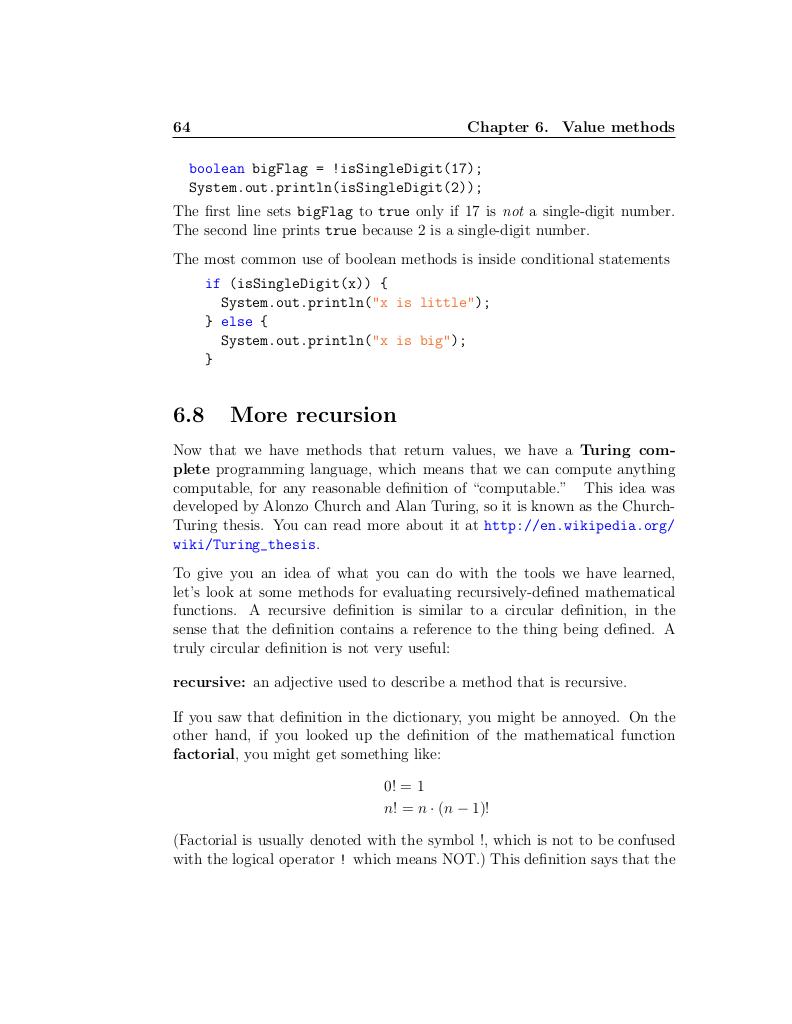 64 Chapter 6. Value methods
boolean bigFlag = !isSingleDigit(17);
System.out.println(isSingleDigit(2));
The first line sets bigFlag to true only if 17 is not a single-digit number.
The second line prints true because 2 is a single-digit number.
The most common use of boolean methods is inside conditional statements
if (isSingleDigit(x)) {
System.out.println("x is little");
} else {
System.out.println("x is big");
}
6.8 More recursion
Now that we have methods that return values, we have a Turing com-
plete programming language, which means that we can compute anything
computable, for any reasonable definition of “computable.” This idea was
developed by Alonzo Church and Alan Turing, so it is known as the Church-
Turing thesis. You can read more about it at http://en.wikipedia.org/
wiki/Turing_thesis.
To give you an idea of what you can do with the tools we have learned,
let's look at some methods for evaluating recursively-defined mathematical
functions. A recursive definition is similar to a circular definition, in the
sense that the definition contains a reference to the thing being defined. A
truly circular definition is not very useful:
recursive: an adjective used to describe a method that is recursive.
If you saw that definition in the dictionary, you might be annoyed. On the
other hand, if you looked up the definition of the mathematical function
factorial, you might get something like:
0! = 1
n! = n · (n − 1)!
(Factorial is usually denoted with the symbol !, which is not to be confused
with the logical operator ! which means NOT.) This definition says that the